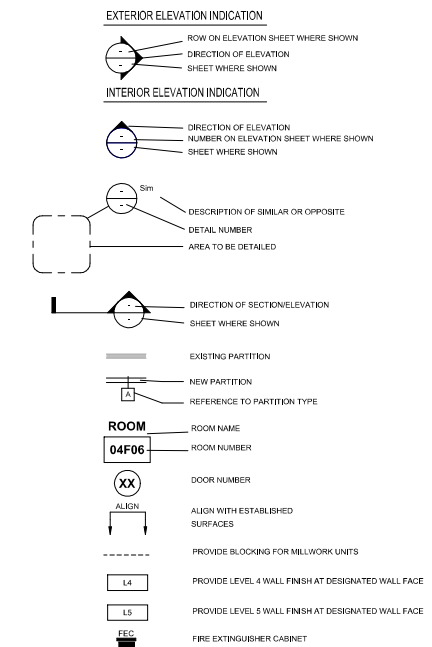 EXTERIOR ELEVATION INDICATION
ROW ON ELEVATION SHEET WHERE SHOWN
DIRECTION OF ELEVATION
SHEET WHERE SHOWN
INTERIOR ELEVATION INDICATION
DIRECTION OF ELEVATION
NUMBER ON ELEVATION SHEET WHERE SHOWN
SHEET WHERE SHOWN
Sim
DESCRIPTION OF SIMILAR OR OPPOSITE
DETAIL NUMBER
AREA TO BE DETAILED
DIRECTION OF SECTION/ELEVATION
SHEET WHERE SHOWN
EXISTING PARTITION
NEW PARTITION
A REFERENCE TO PARTITION TYPE
ROOM ROOM NAME
04F06 ROOM NUMBER
XX DOOR NUMBER
ALIGN ALIGN WITH ESTABLISHED
SURFACES
PROVIDE BLOCKING FOR MILLWORK UNITS
L4 PROVIDE LEVEL 4 WALL FINISH AT DESIGNATED WALL FACE
L5 PROVIDE LEVEL 5 WALL FINISH AT DESIGNATED WALL FACE
FEC FIRE EXTINGUISHER CABINET